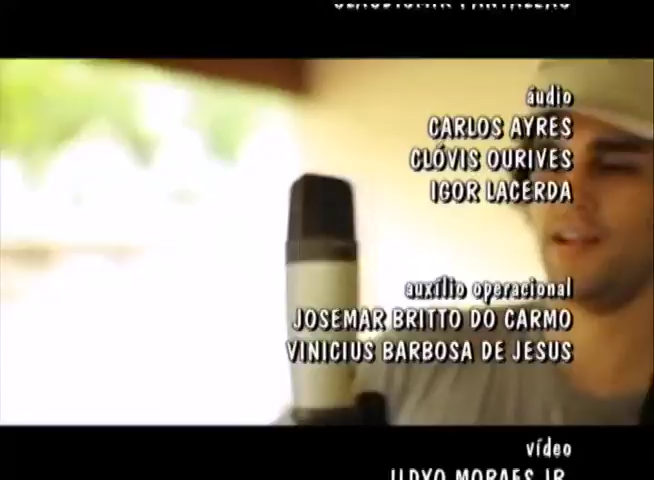 áudio
CARLOS AYRES
CLÓVIS OURIVES
IGOR LACERDA
auxílio operacional
JOSEMAR BRITTO DO CARMO
VINICIUS BARBOSA DE JESUS
vídeo